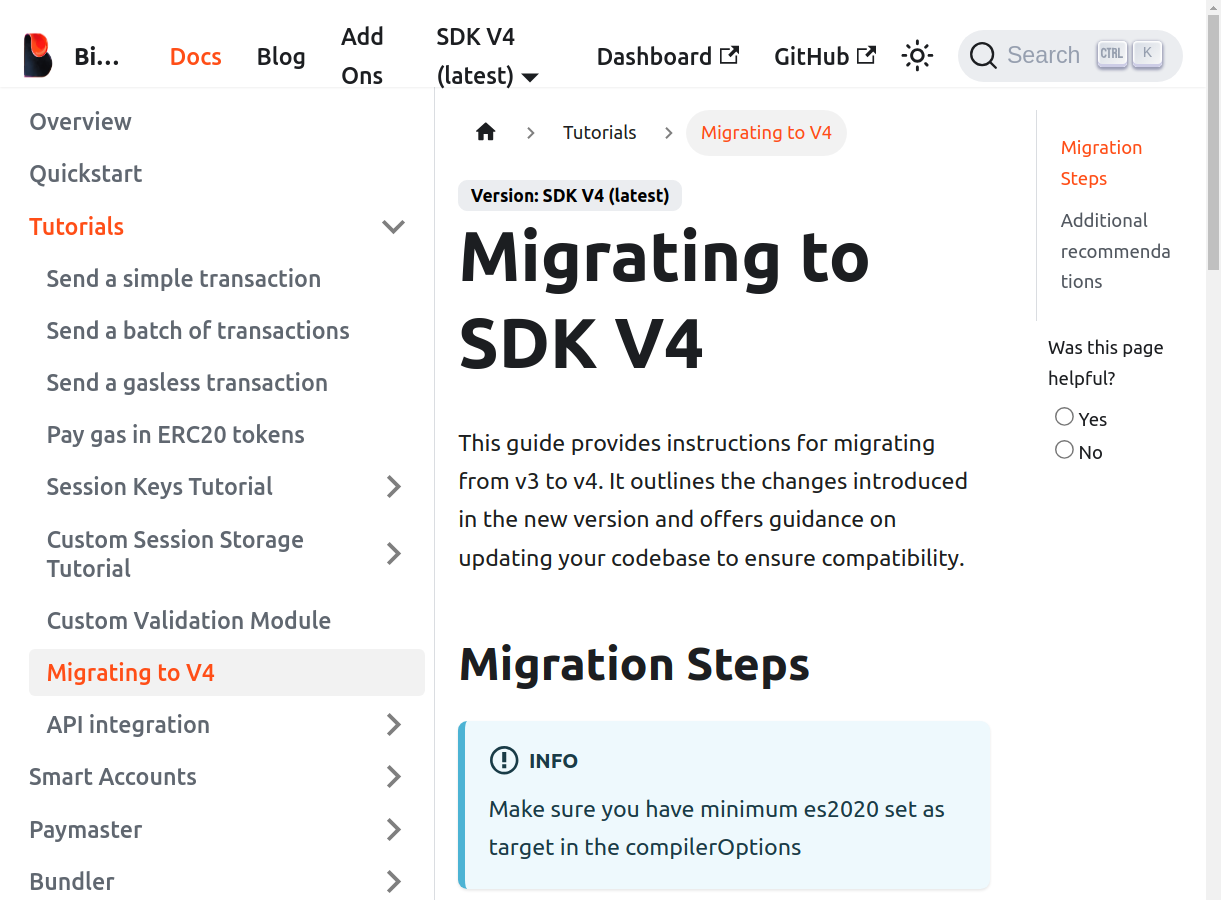 Bi...
Docs
Blog
Add
Ons
SDK V4
(latest)
Dashboard
GitHub
Search
CTRL
K
Overview
Quickstart
Tutorials
Send a simple transaction
Send a batch of transactions
Send a gasless transaction
Pay gas in ERC20 tokens
Session Keys Tutorial
Custom Session Storage
Tutorial
Custom Validation Module
Migrating to V4
API integration
Smart Accounts
Paymaster
Bundler
Tutorials
Migrating to V4
Version: SDK V4 (latest)
Migrating to
SDK V4
This guide provides instructions for migrating
from v3 to v4. It outlines the changes introduced
in the new version and offers guidance on
updating your codebase to ensure compatibility.
Migration Steps
INFO
Make sure you have minimum es2020 set as
target in the compilerOptions
Migration
Steps
Additional
recommenda
tions
Was this page
helpful?
Yes
No